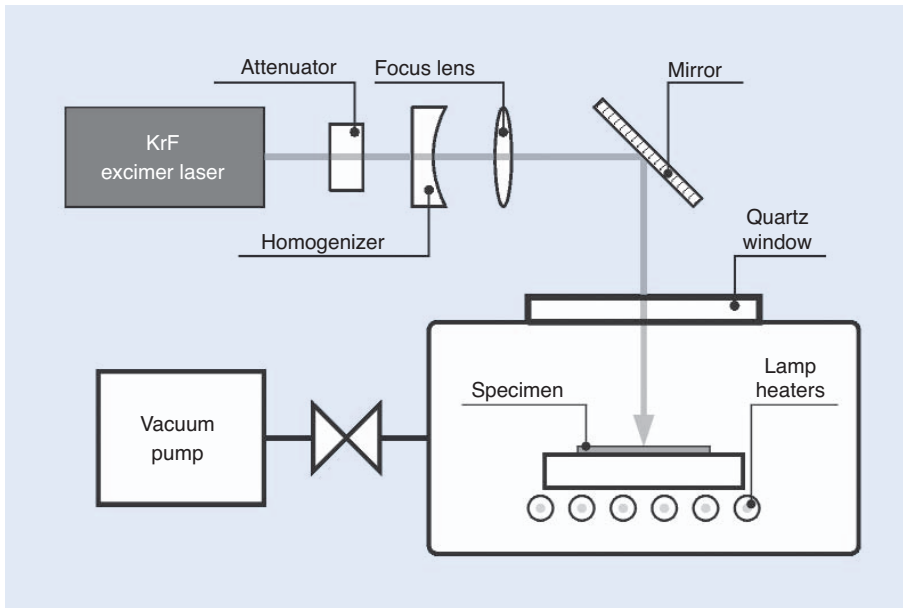 Attenuator
Focus lens
Mirror
KrF
excimer laser
Homogenizer
Quartz
window
Vacuum
pump
Specimen
Lamp
heaters